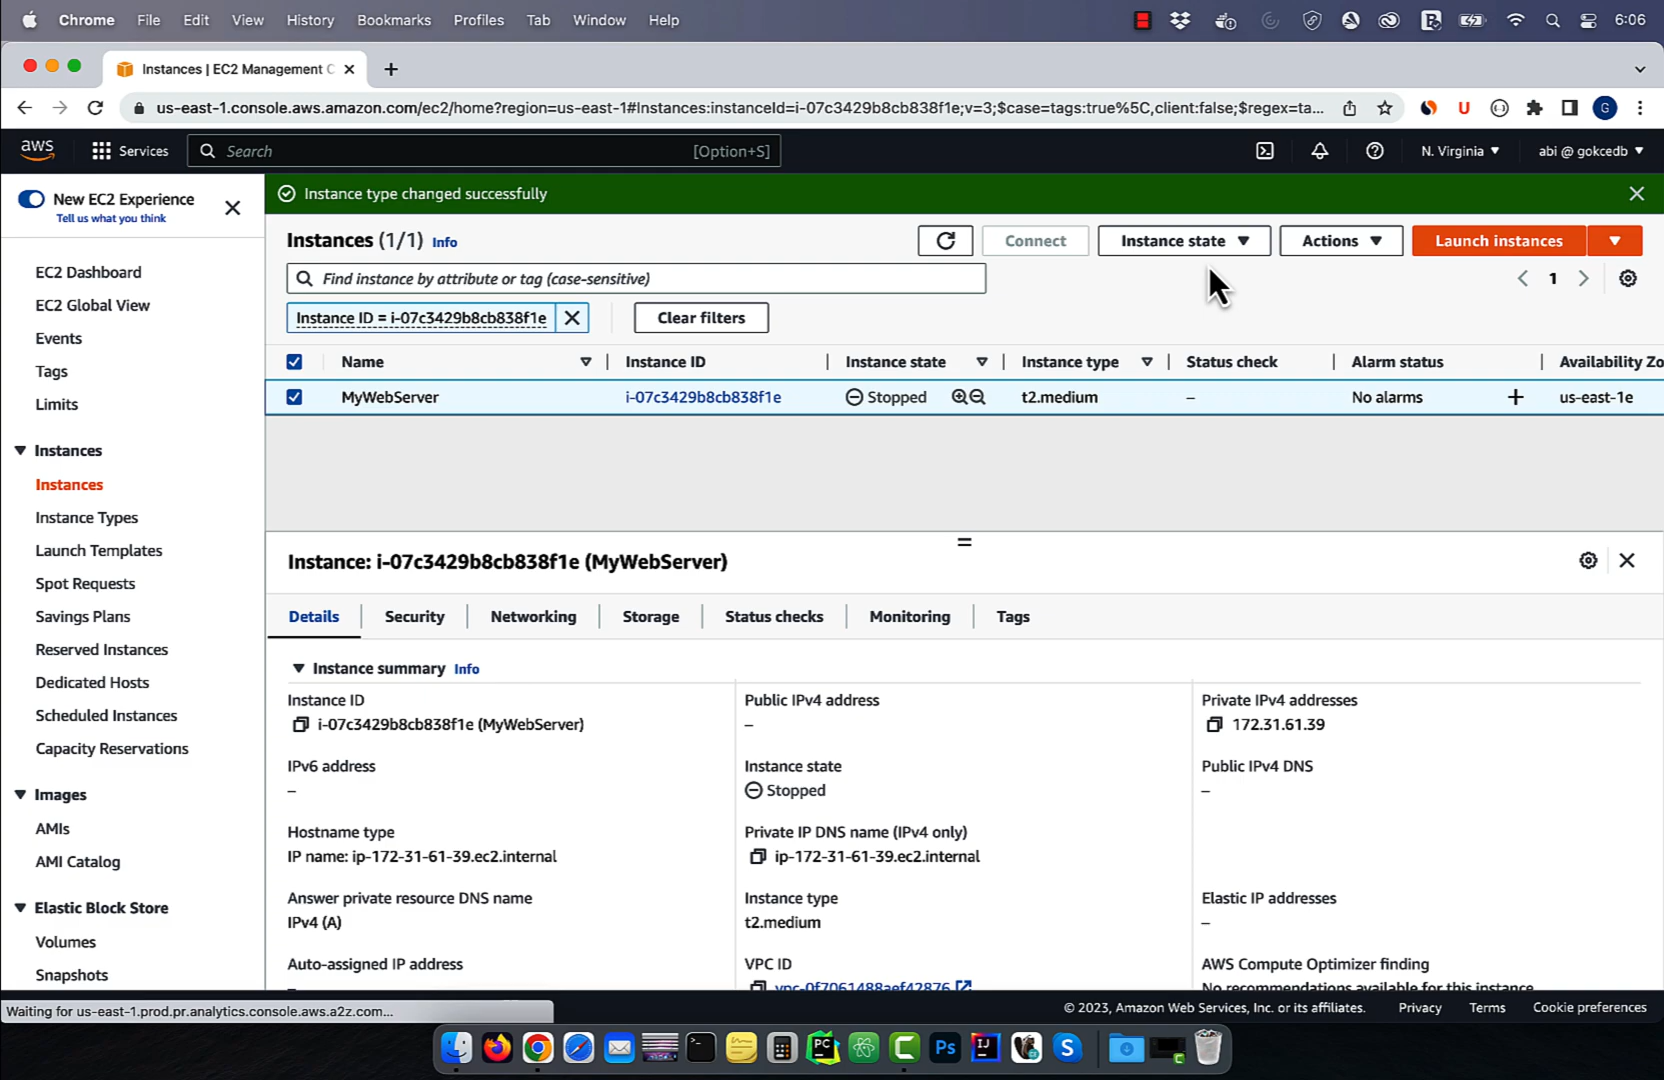 Chrome File Edit View History Bookmarks Profiles Tab Window Help 6:06
Instances | EC2 Management C
us-east-1.console.aws.amazon.com/ec2/home?region=us-east-1#Instances:instanceId=i-07c3429b8cb838f1e;v=3;$case=tags:true%5C,client:false;$regex=ta... U G
aws Services Search [Option+S] N. Virginia abi @ gokcedb
New EC2 Experience
Tell us what you think
EC2 Dashboard
EC2 Global View
Events
Tags
Limits
Instances
Instances
Instance Types
Launch Templates
Spot Requests
Savings Plans
Reserved Instances
Dedicated Hosts
Scheduled Instances
Capacity Reservations
Images
AMIs
AMI Catalog
Elastic Block Store
Volumes
Snapshots
Instance type changed successfully
Instances (1/1) Info Connect Instance state Actions Launch instances
Find instance by attribute or tag (case-sensitive) 1
Instance ID = i-07c3429b8cb838f1e Clear filters
Name Instance ID Instance state Instance type Status check Alarm status Availability Zo
MyWebServer i-07c3429b8cb838f1e Stopped t2.medium – No alarms + us-east-1e
Instance: i-07c3429b8cb838f1e (MyWebServer)
Details Security Networking Storage Status checks Monitoring Tags
Instance summary Info
Instance ID Public IPv4 address Private IPv4 addresses
i-07c3429b8cb838f1e (MyWebServer) – 172.31.61.39
IPv6 address Instance state Public IPv4 DNS
– Stopped –
Hostname type Private IP DNS name (IPv4 only)
IP name: ip-172-31-61-39.ec2.internal ip-172-31-61-39.ec2.internal
Answer private resource DNS name Instance type Elastic IP addresses
IPv4 (A) t2.medium –
Auto-assigned IP address VPC ID AWS Compute Optimizer finding
– vpc-0f7061488aef42876 No recommendations available for this instance.
Waiting for us-east-1.prod.pr.analytics.console.aws.a2z.com...
© 2023, Amazon Web Services, Inc. or its affiliates. Privacy Terms Cookie preferences
PC Ps IJ